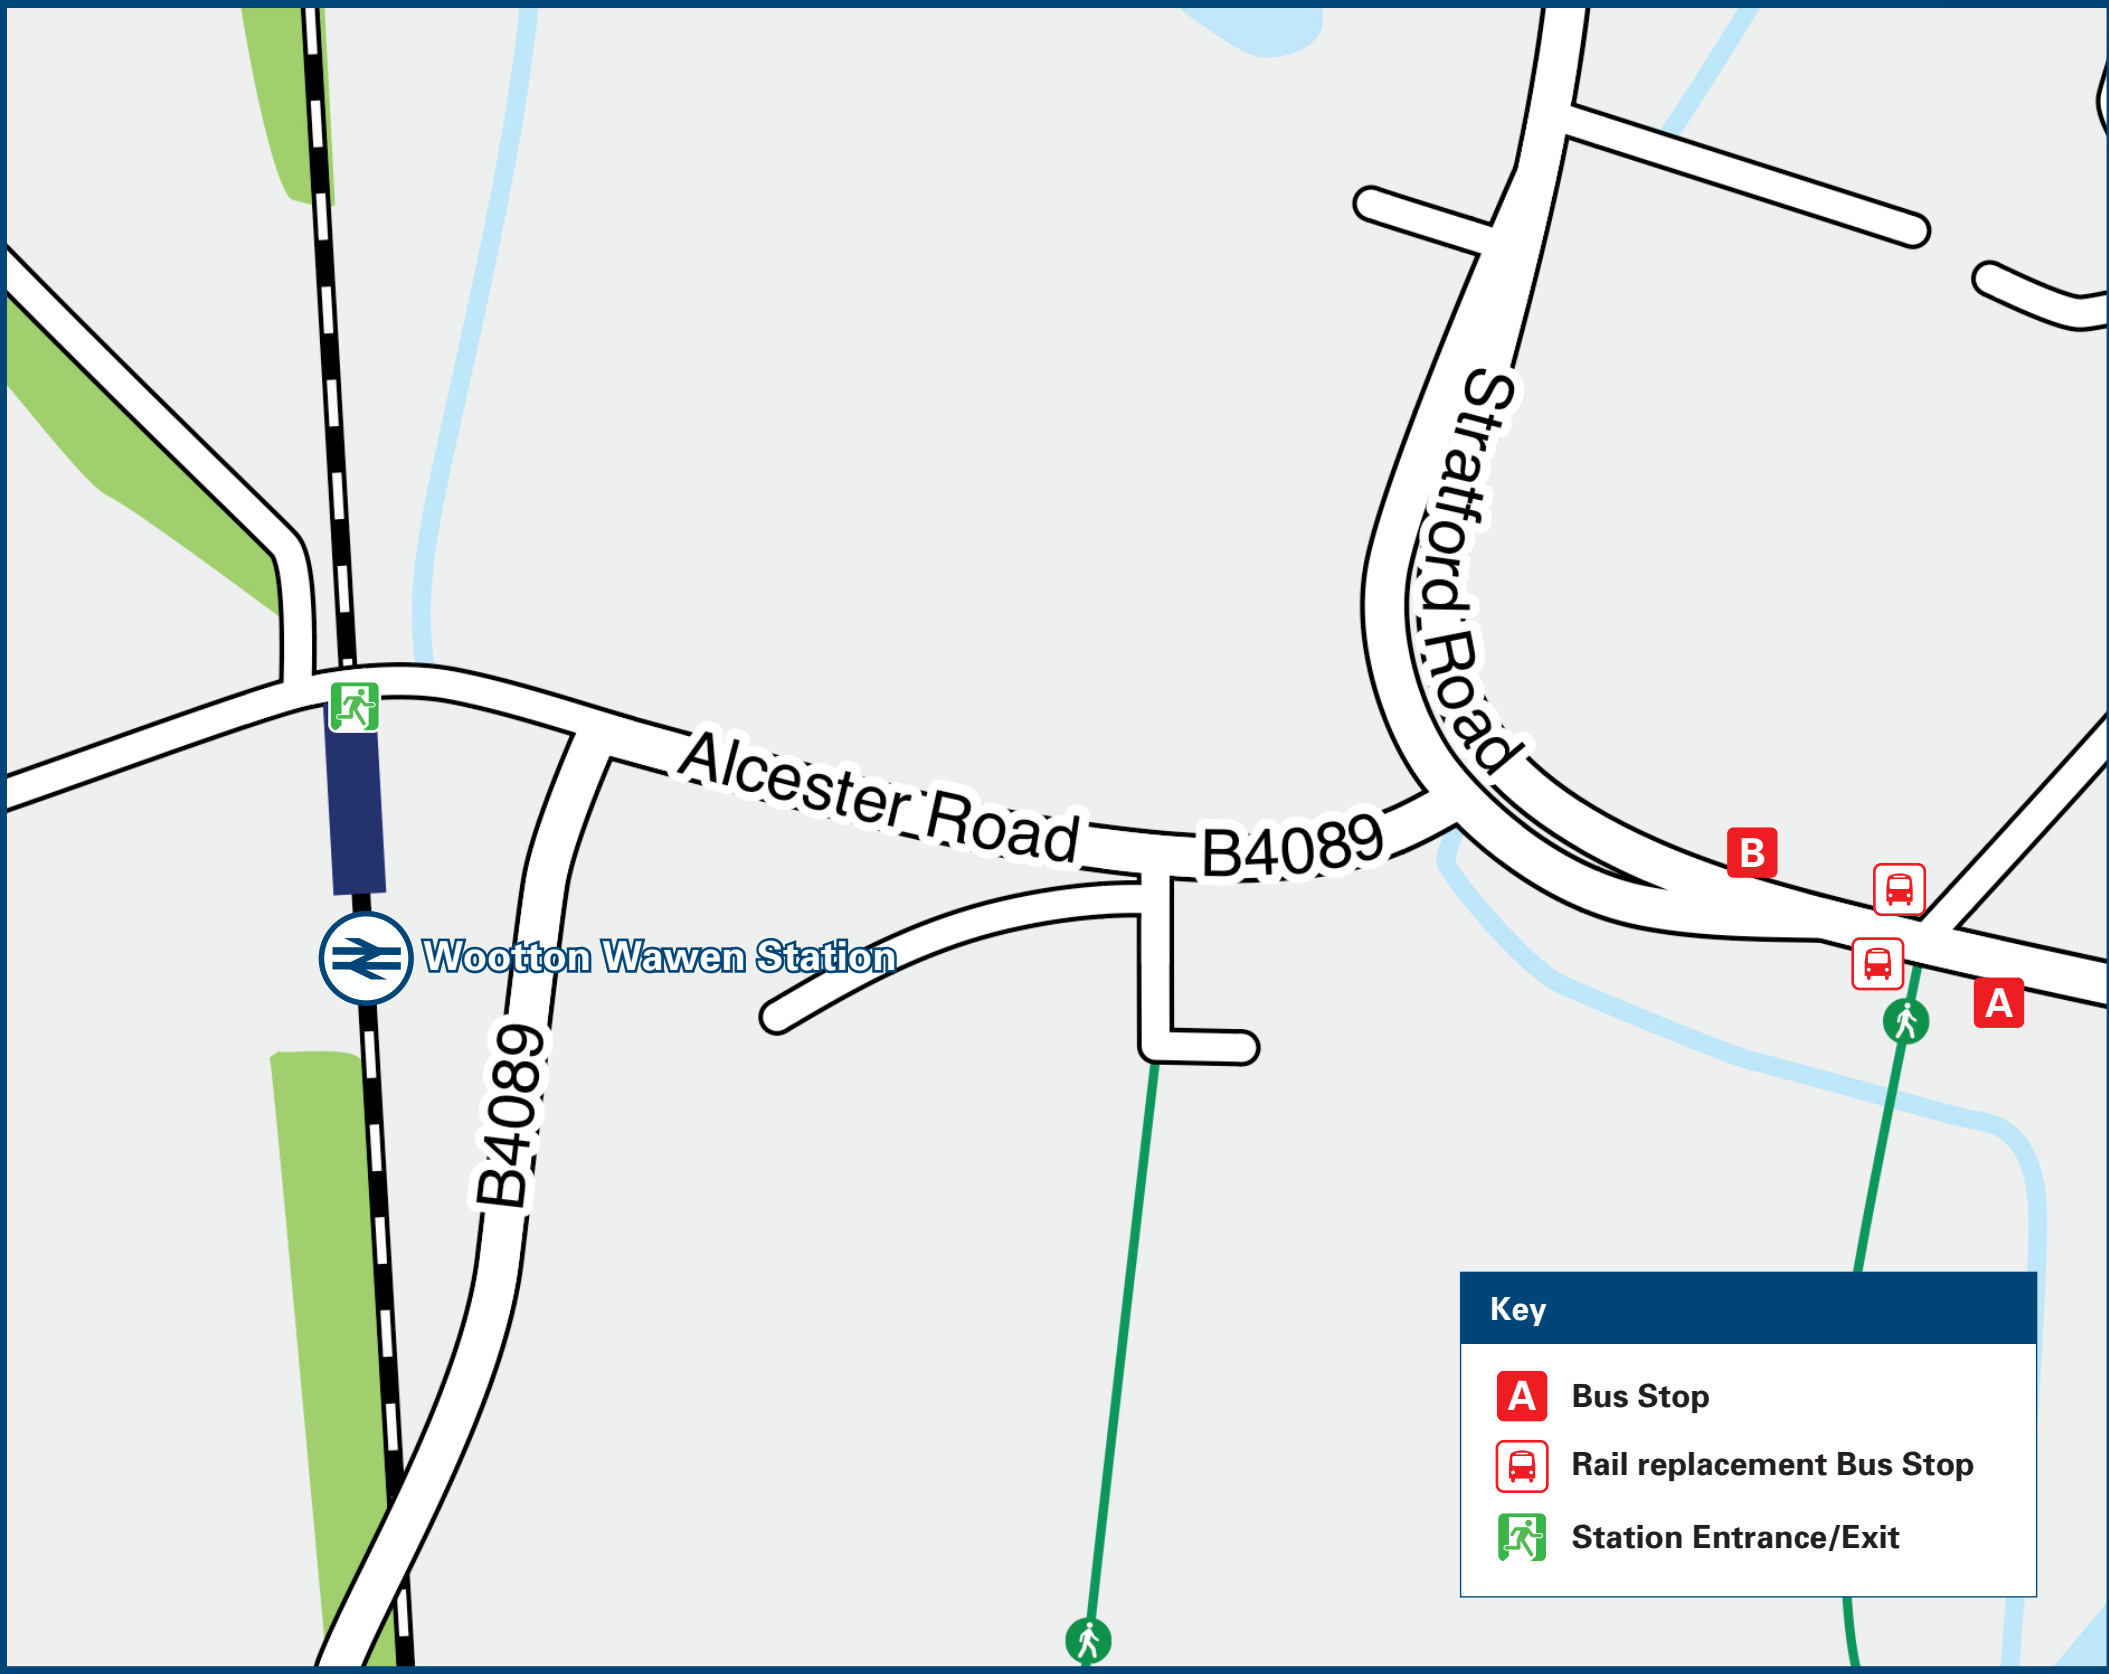 Stratford Road
Alcester Road
B4089
B
A
Wootton Wawen Station
B4089
Key
A Bus Stop
Rail replacement Bus Stop
Station Entrance/Exit